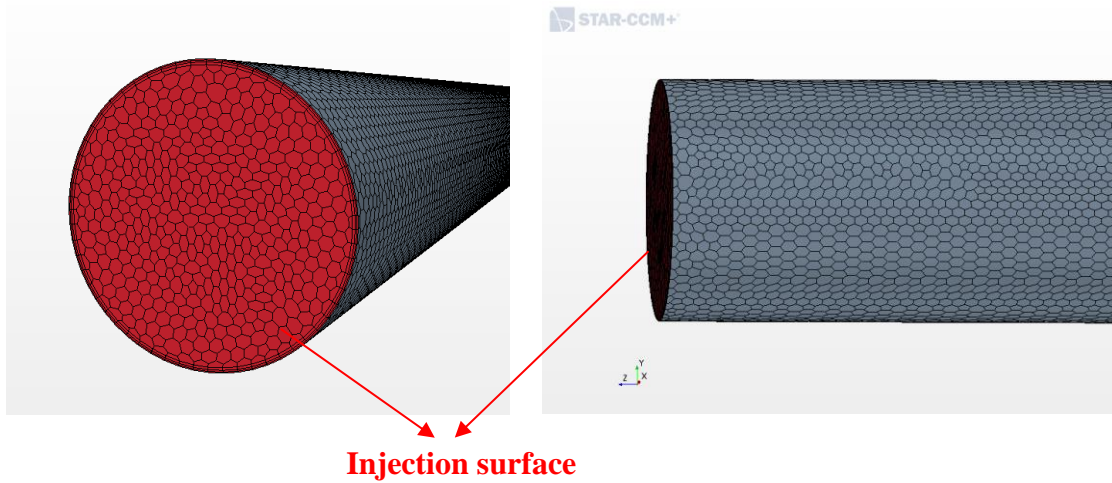 STAR-CCM+
Y
Z X
Injection surface